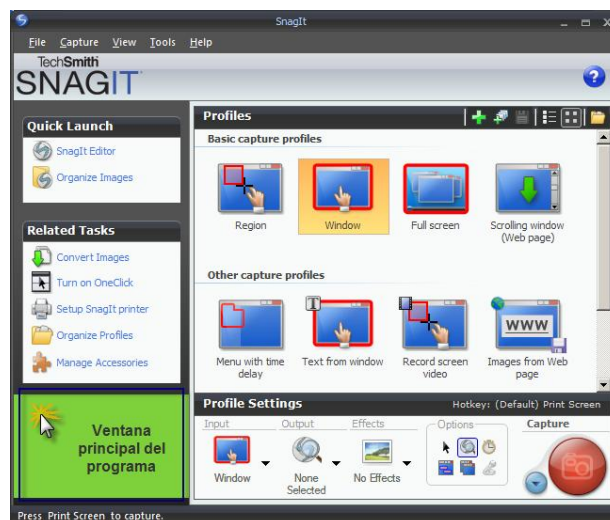 SnagIt
File Capture View Tools Help
TechSmith
SNAGIT
?
Quick Launch
SnagIt Editor
Organize Images
Related Tasks
Convert Images
Turn on OneClick
Setup SnagIt printer
Organize Profiles
Manage Accessories
Ventana
principal del
programa
Profiles
Basic capture profiles
Region
Window
Full screen
Scrolling window
(Web page)
Other capture profiles
Menu with time
delay
T
Text from window
Record screen
video
WWW
Images from Web
page
Profile Settings
Hotkey: (Default) Print Screen
Input
Output
Effects
Options
Capture
Window
None
Selected
No Effects
Press Print Screen to capture.